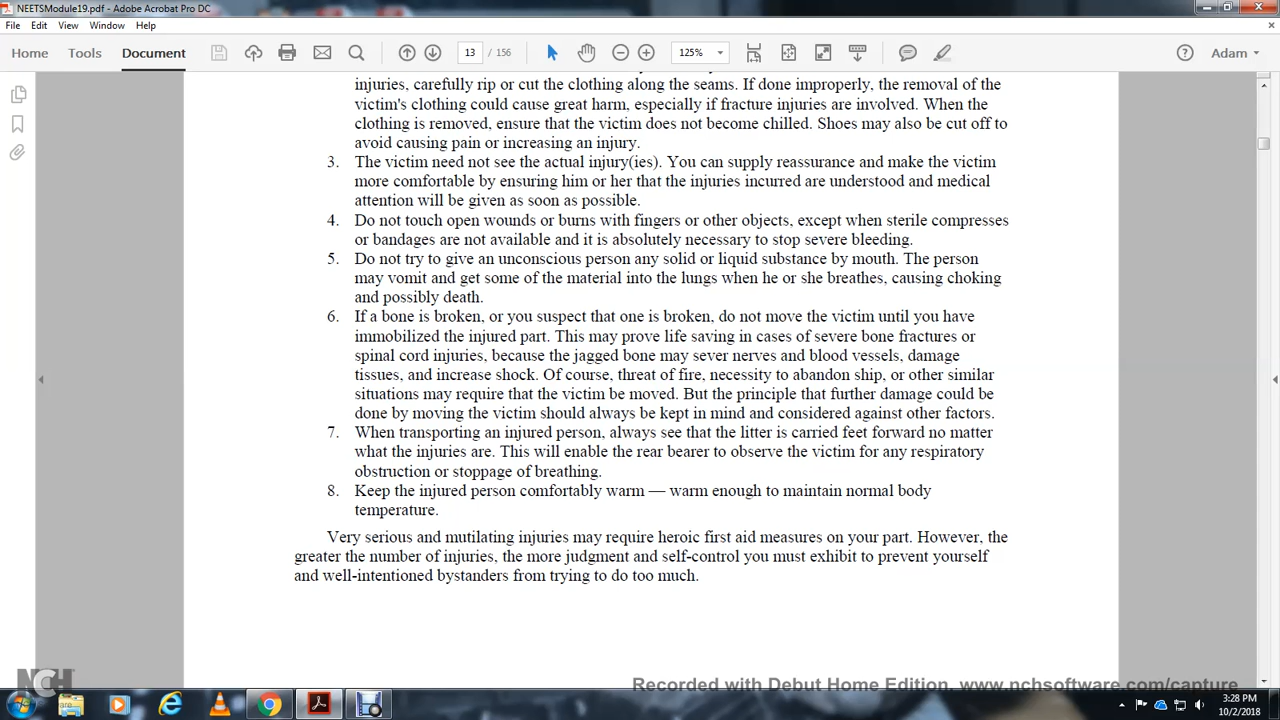 NEETSModule19.pdf - Adobe Acrobat Pro DC
File Edit View Window Help
Home Tools Document 13 / 156 125% Adam
injuries, carefully rip or cut the clothing along the seams. If done improperly, the removal of the
victim's clothing could cause great harm, especially if fracture injuries are involved. When the
clothing is removed, ensure that the victim does not become chilled. Shoes may also be cut off to
avoid causing pain or increasing an injury.
3. The victim need not see the actual injury(ies). You can supply reassurance and make the victim
more comfortable by ensuring him or her that the injuries incurred are understood and medical
attention will be given as soon as possible.
4. Do not touch open wounds or burns with fingers or other objects, except when sterile compresses
or bandages are not available and it is absolutely necessary to stop severe bleeding.
5. Do not try to give an unconscious person any solid or liquid substance by mouth. The person
may vomit and get some of the material into the lungs when he or she breathes, causing choking
and possibly death.
6. If a bone is broken, or you suspect that one is broken, do not move the victim until you have
immobilized the injured part. This may prove life saving in cases of severe bone fractures or
spinal cord injuries, because the jagged bone may sever nerves and blood vessels, damage
tissues, and increase shock. Of course, threat of fire, necessity to abandon ship, or other similar
situations may require that the victim be moved. But the principle that further damage could be
done by moving the victim should always be kept in mind and considered against other factors.
7. When transporting an injured person, always see that the litter is carried feet forward no matter
what the injuries are. This will enable the rear bearer to observe the victim for any respiratory
obstruction or stoppage of breathing.
8. Keep the injured person comfortably warm — warm enough to maintain normal body
temperature.
Very serious and mutilating injuries may require heroic first aid measures on your part. However, the
greater the number of injuries, the more judgment and self-control you must exhibit to prevent yourself
and well-intentioned bystanders from trying to do too much.
NCH
Recorded with Debut Home Edition. www.nchsoftware.com/capture
3:28 PM
10/2/2018